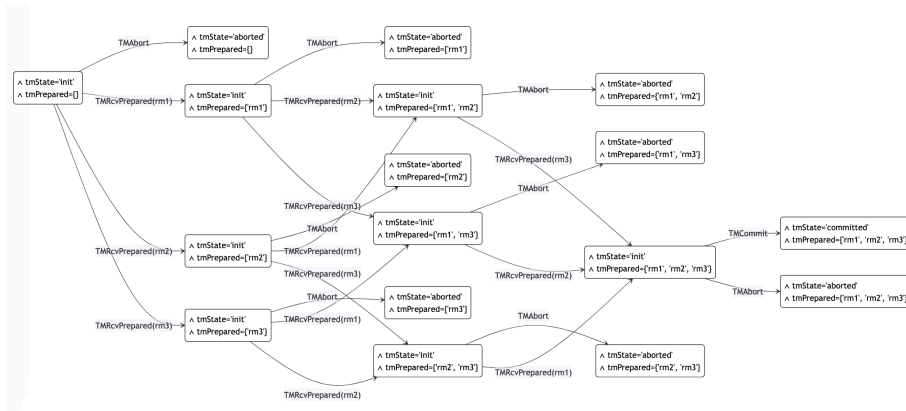 ∧ tmState='aborted'
∧ tmPrepared={}
∧ tmState='aborted'
∧ tmPrepared={'rm1'}
TMAbort
TMAbort
∧ tmState='init'
∧ tmPrepared={}
∧ tmState='init'
∧ tmPrepared={'rm1'}
∧ tmState='init'
∧ tmPrepared={'rm1', 'rm2'}
∧ tmState='aborted'
∧ tmPrepared={'rm1', 'rm2'}
TMAbort
TMRcvPrepared(rm1)
TMRcvPrepared(rm2)
∧ tmState='aborted'
∧ tmPrepared={'rm1', 'rm3'}
TMRcvPrepared(rm3)
∧ tmState='aborted'
∧ tmPrepared={'rm2'}
TMAbort
TMRcvPrepared(rm3)
∧ tmState='init'
∧ tmPrepared={'rm1', 'rm3'}
TMAbort
∧ tmState='committed'
∧ tmPrepared={'rm1', 'rm2', 'rm3'}
TMCommit
∧ tmState='init'
∧ tmPrepared={'rm2'}
TMRcvPrepared(rm2)
TMRcvPrepared(rm1)
∧ tmState='init'
∧ tmPrepared={'rm1', 'rm2', 'rm3'}
TMRcvPrepared(rm3)
TMRcvPrepared(rm2)
∧ tmState='aborted'
∧ tmPrepared={'rm1', 'rm2', 'rm3'}
TMAbort
TMAbort
∧ tmState='aborted'
∧ tmPrepared={'rm3'}
∧ tmState='init'
∧ tmPrepared={'rm3'}
TMRcvPrepared(rm3)
TMRcvPrepared(rm1)
TMAbort
∧ tmState='init'
∧ tmPrepared={'rm2', 'rm3'}
∧ tmState='aborted'
∧ tmPrepared={'rm2', 'rm3'}
TMRcvPrepared(rm1)
TMRcvPrepared(rm2)